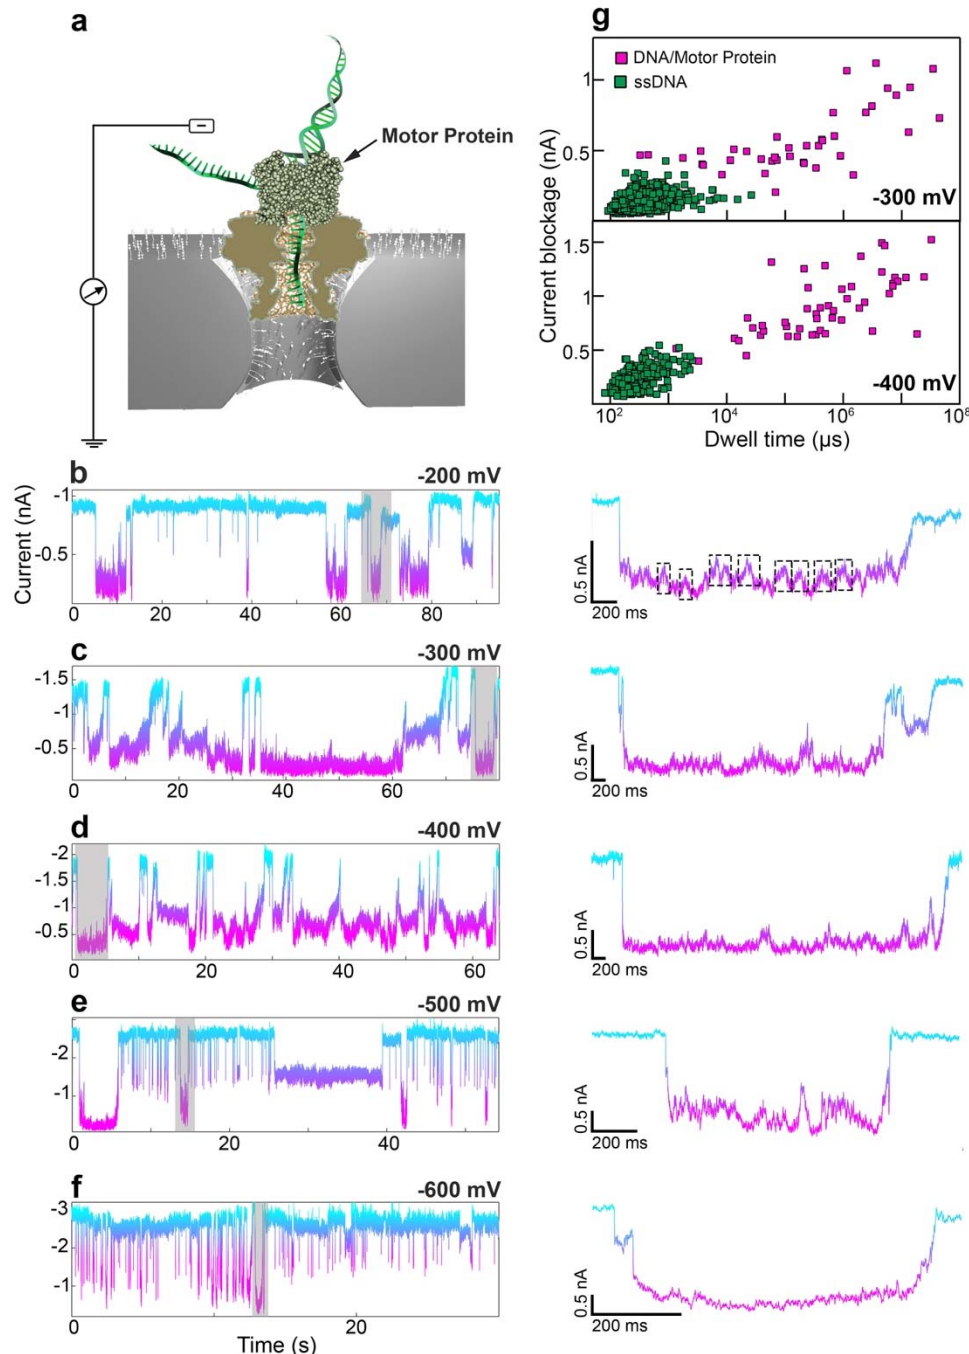 a
Motor Protein
−
g
DNA/Motor Protein
ssDNA
1
0.5
-300 mV
1.5
1
0.5
-400 mV
Current blockage (nA)
10² 10⁴ 10⁶ 10⁸
Dwell time (µs)
b
-200 mV
-1
-0.5
0 20 40 60 80
0.5 nA
200 ms
c
-300 mV
-1.5
-1
-0.5
0 20 40 60
0.5 nA
200 ms
d
-400 mV
-2
-1.5
-1
-0.5
0 20 40 60
0.5 nA
200 ms
e
-500 mV
-2
-1
0 20 40
0.5 nA
200 ms
f
-600 mV
-3
-2
-1
0 20
0.5 nA
200 ms
Current (nA)
Time (s)